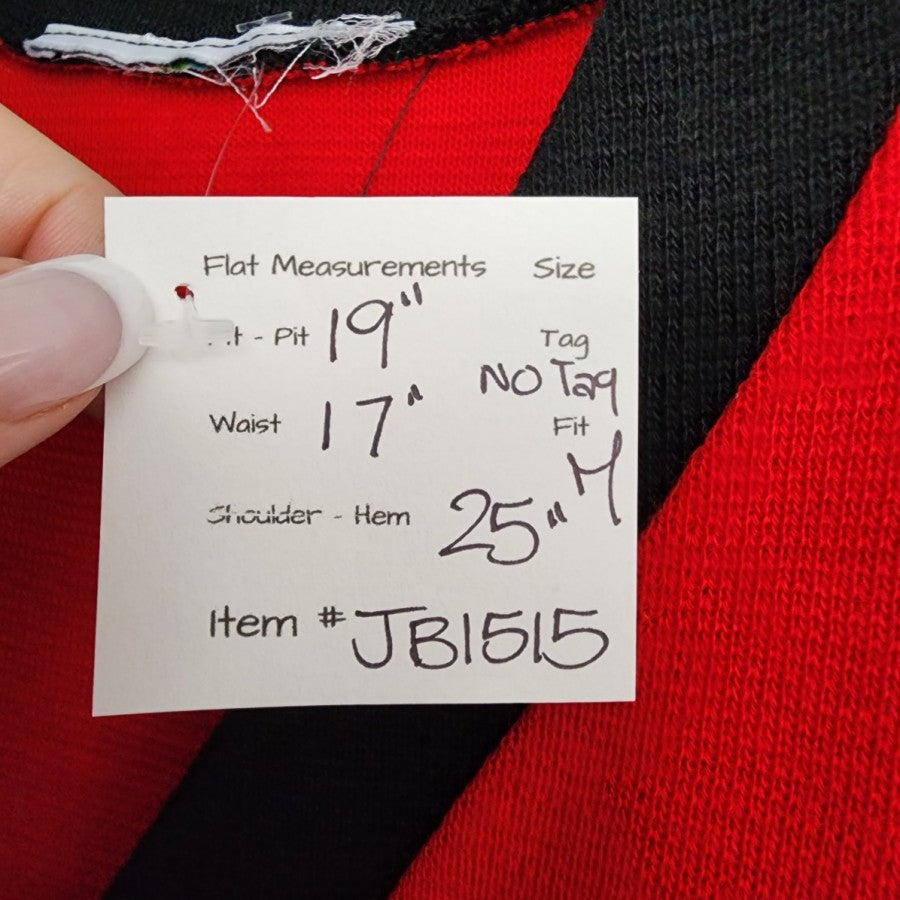 Flat Measurements Size
- Pit 19"
Tag
NO Tag
Waist 17"
Fit
M
Shoulder - Hem 25"
Item # JB1515